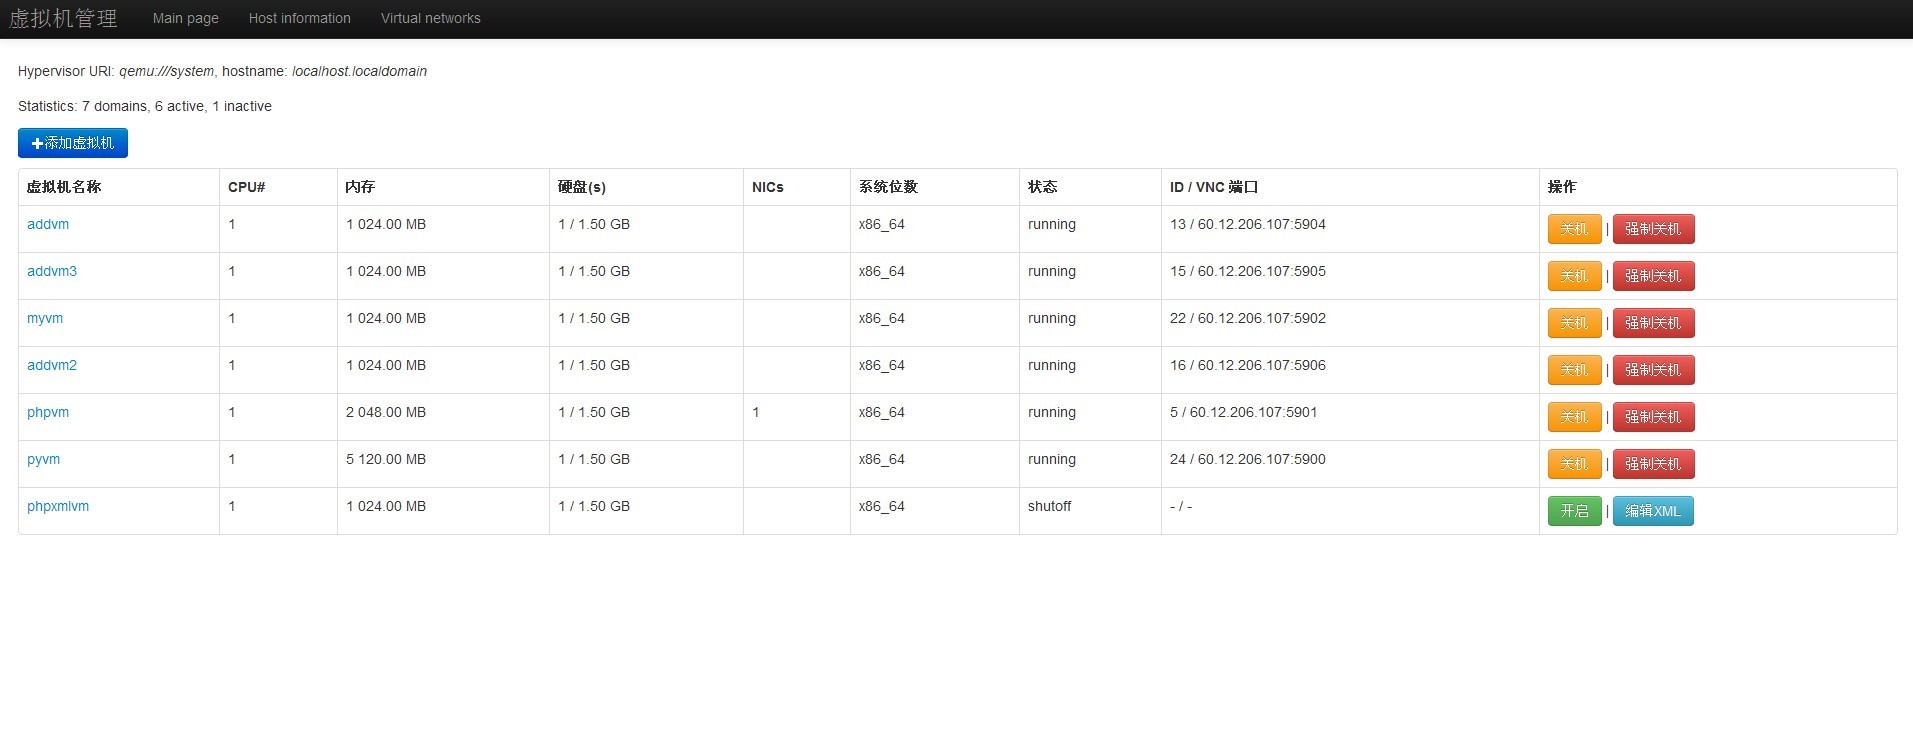 虚拟机管理 Main page Host information Virtual networks
Hypervisor URI: qemu:///system, hostname: localhost.localdomain
Statistics: 7 domains, 6 active, 1 inactive
+添加虚拟机
虚拟机名称 CPU# 内存 硬盘(s) NICs 系统位数 状态 ID / VNC 端口 操作
addvm 1 1 024.00 MB 1 / 1.50 GB x86_64 running 13 / 60.12.206.107:5904 关机 | 强制关机
addvm3 1 1 024.00 MB 1 / 1.50 GB x86_64 running 15 / 60.12.206.107:5905 关机 | 强制关机
myvm 1 1 024.00 MB 1 / 1.50 GB x86_64 running 22 / 60.12.206.107:5902 关机 | 强制关机
addvm2 1 1 024.00 MB 1 / 1.50 GB x86_64 running 16 / 60.12.206.107:5906 关机 | 强制关机
phpvm 1 2 048.00 MB 1 / 1.50 GB 1 x86_64 running 5 / 60.12.206.107:5901 关机 | 强制关机
pyvm 1 5 120.00 MB 1 / 1.50 GB x86_64 running 24 / 60.12.206.107:5900 关机 | 强制关机
phpxmlvm 1 1 024.00 MB 1 / 1.50 GB x86_64 shutoff - / - 开启 | 编辑XML